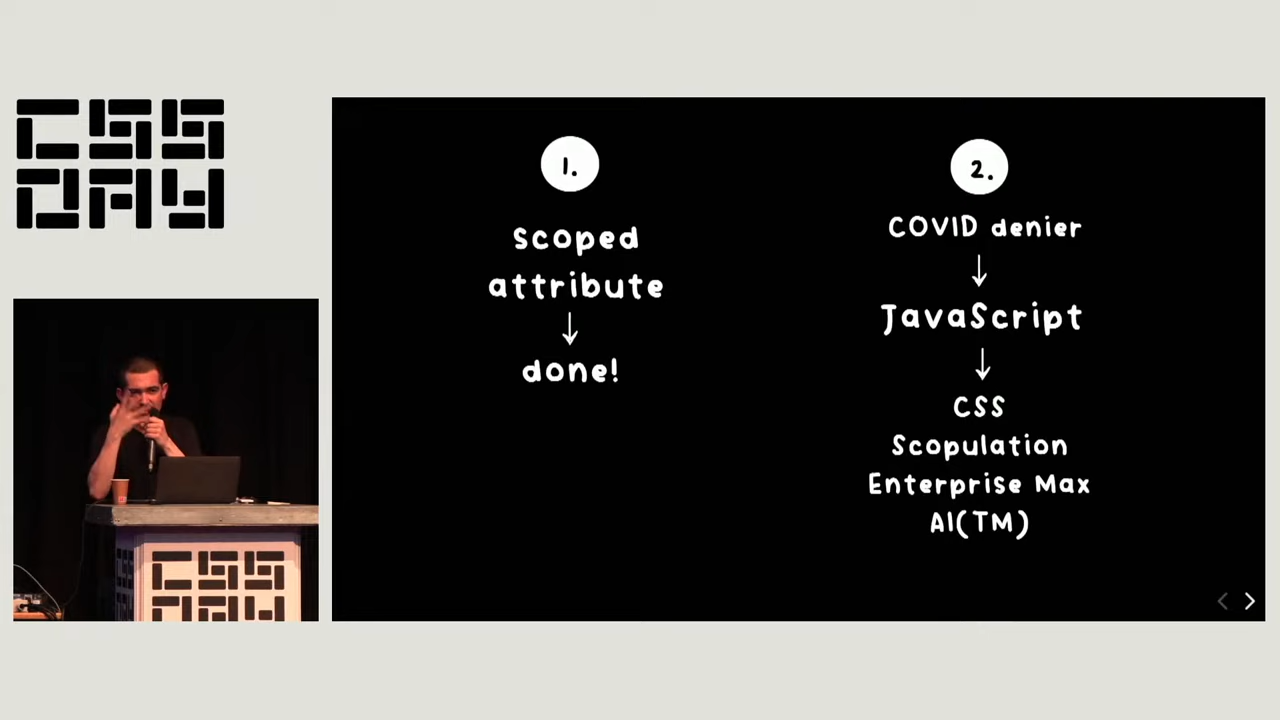 CSS
DAY
1.
scoped
attribute
done!
2.
COVID denier
JavaScript
CSS
Scopulation
Enterprise Max
AI(TM)
CSS
DAY